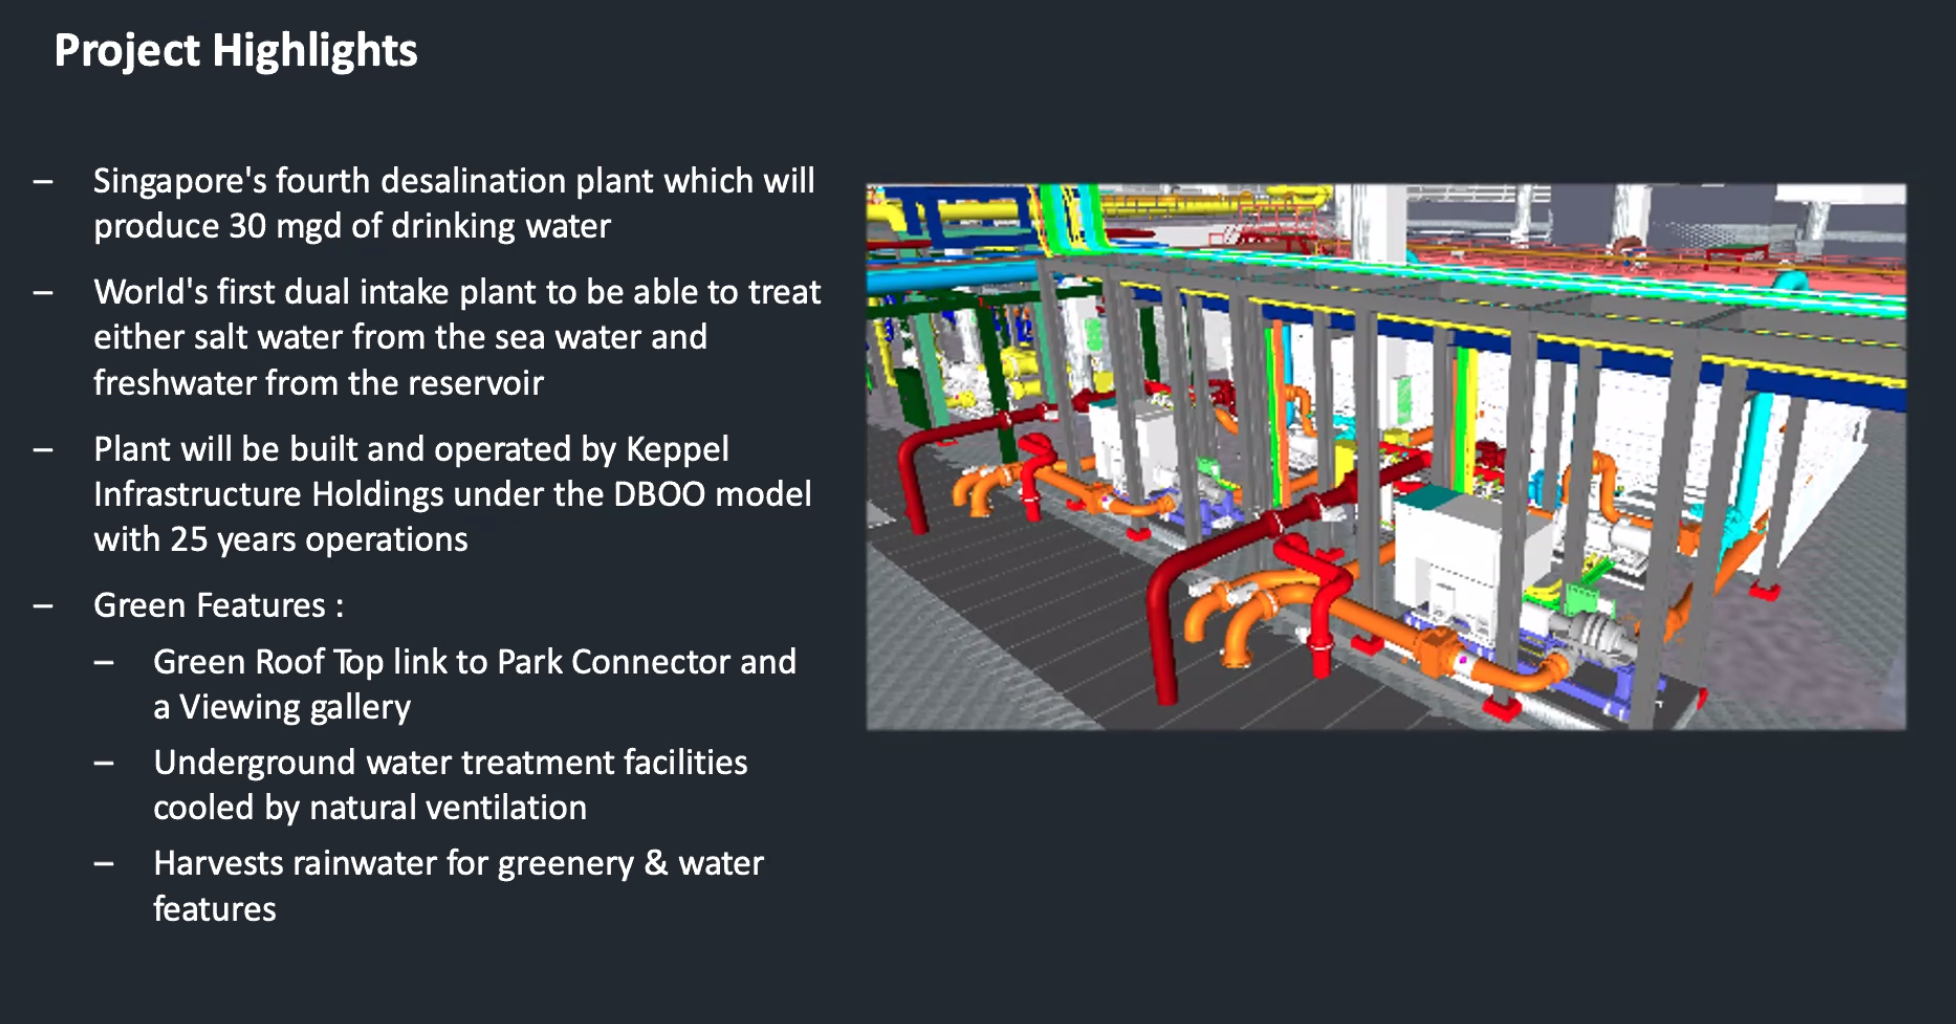 Project Highlights
– Singapore's fourth desalination plant which will
produce 30 mgd of drinking water
– World's first dual intake plant to be able to treat
either salt water from the sea water and
freshwater from the reservoir
– Plant will be built and operated by Keppel
Infrastructure Holdings under the DBOO model
with 25 years operations
– Green Features :
– Green Roof Top link to Park Connector and
a Viewing gallery
– Underground water treatment facilities
cooled by natural ventilation
– Harvests rainwater for greenery & water
features